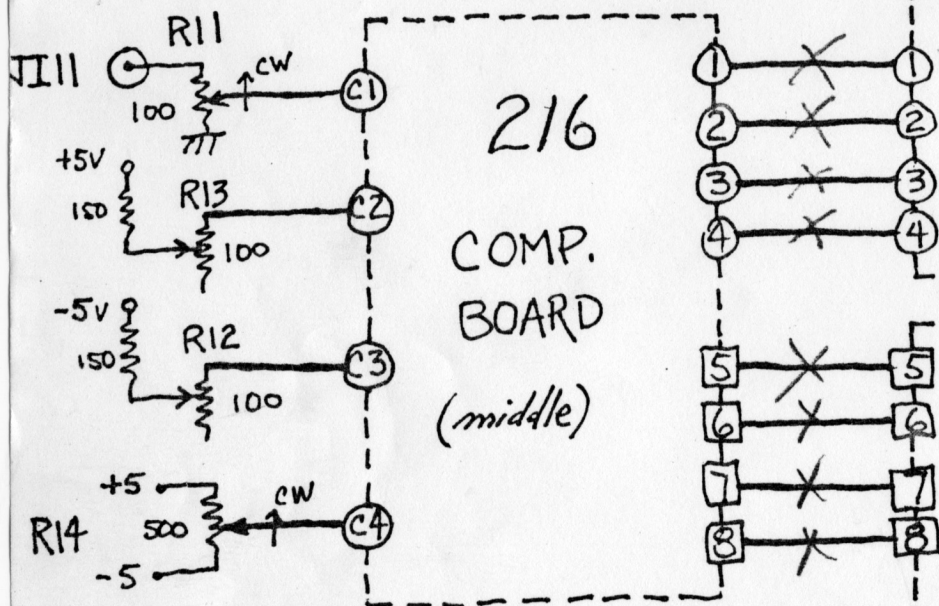 R11
J111
CW
C1
100
+5V
150
R13
C2
100
-5V
150
R12
C3
100
+5
R14
500
CW
C4
-5
216
COMP.
BOARD
(middle)
1 X 1
2 X 2
3 X 3
4 X 4
5 X 5
6 X 6
7 X 7
8 X 8